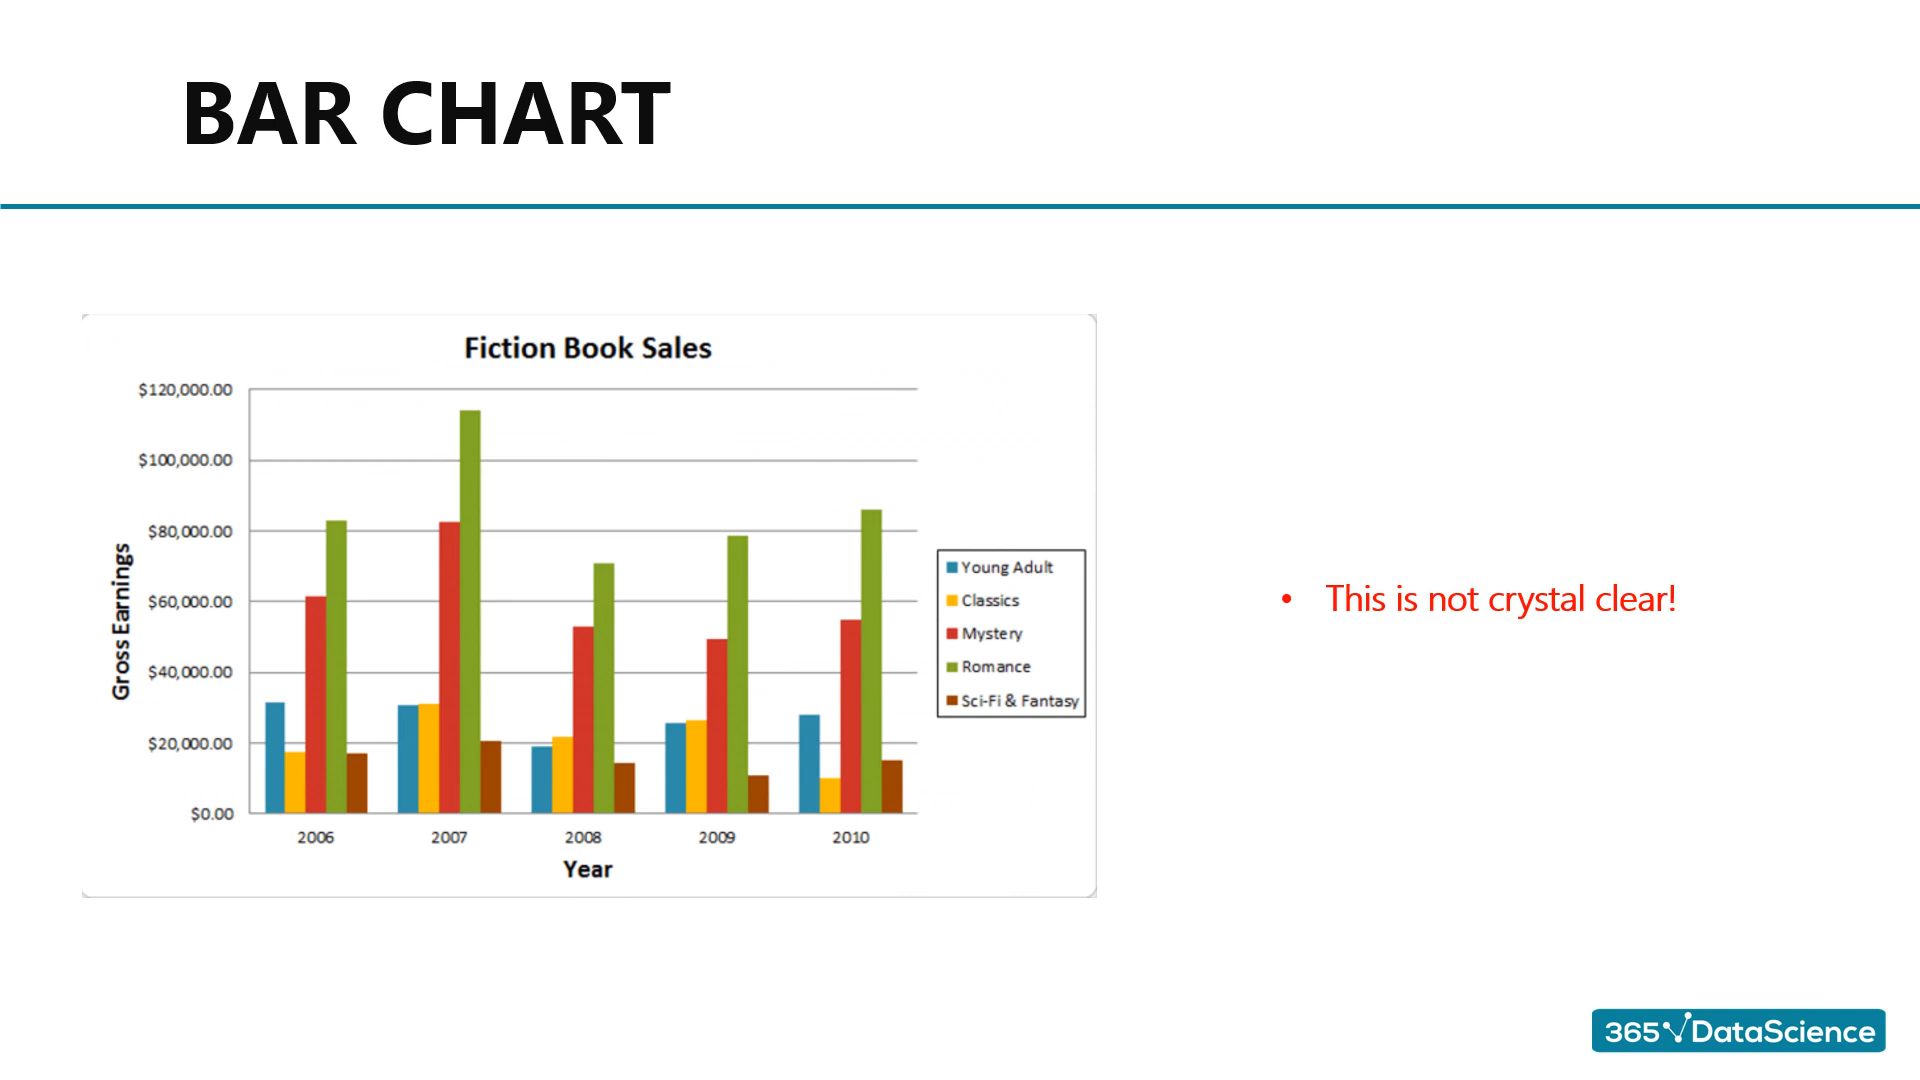 BAR CHART
Fiction Book Sales
$120,000.00
$100,000.00
$80,000.00
$60,000.00
$40,000.00
$20,000.00
$0.00
Gross Earnings
2006 2007 2008 2009 2010
Year
Young Adult
Classics
Mystery
Romance
Sci-Fi & Fantasy
• This is not crystal clear!
365 DataScience